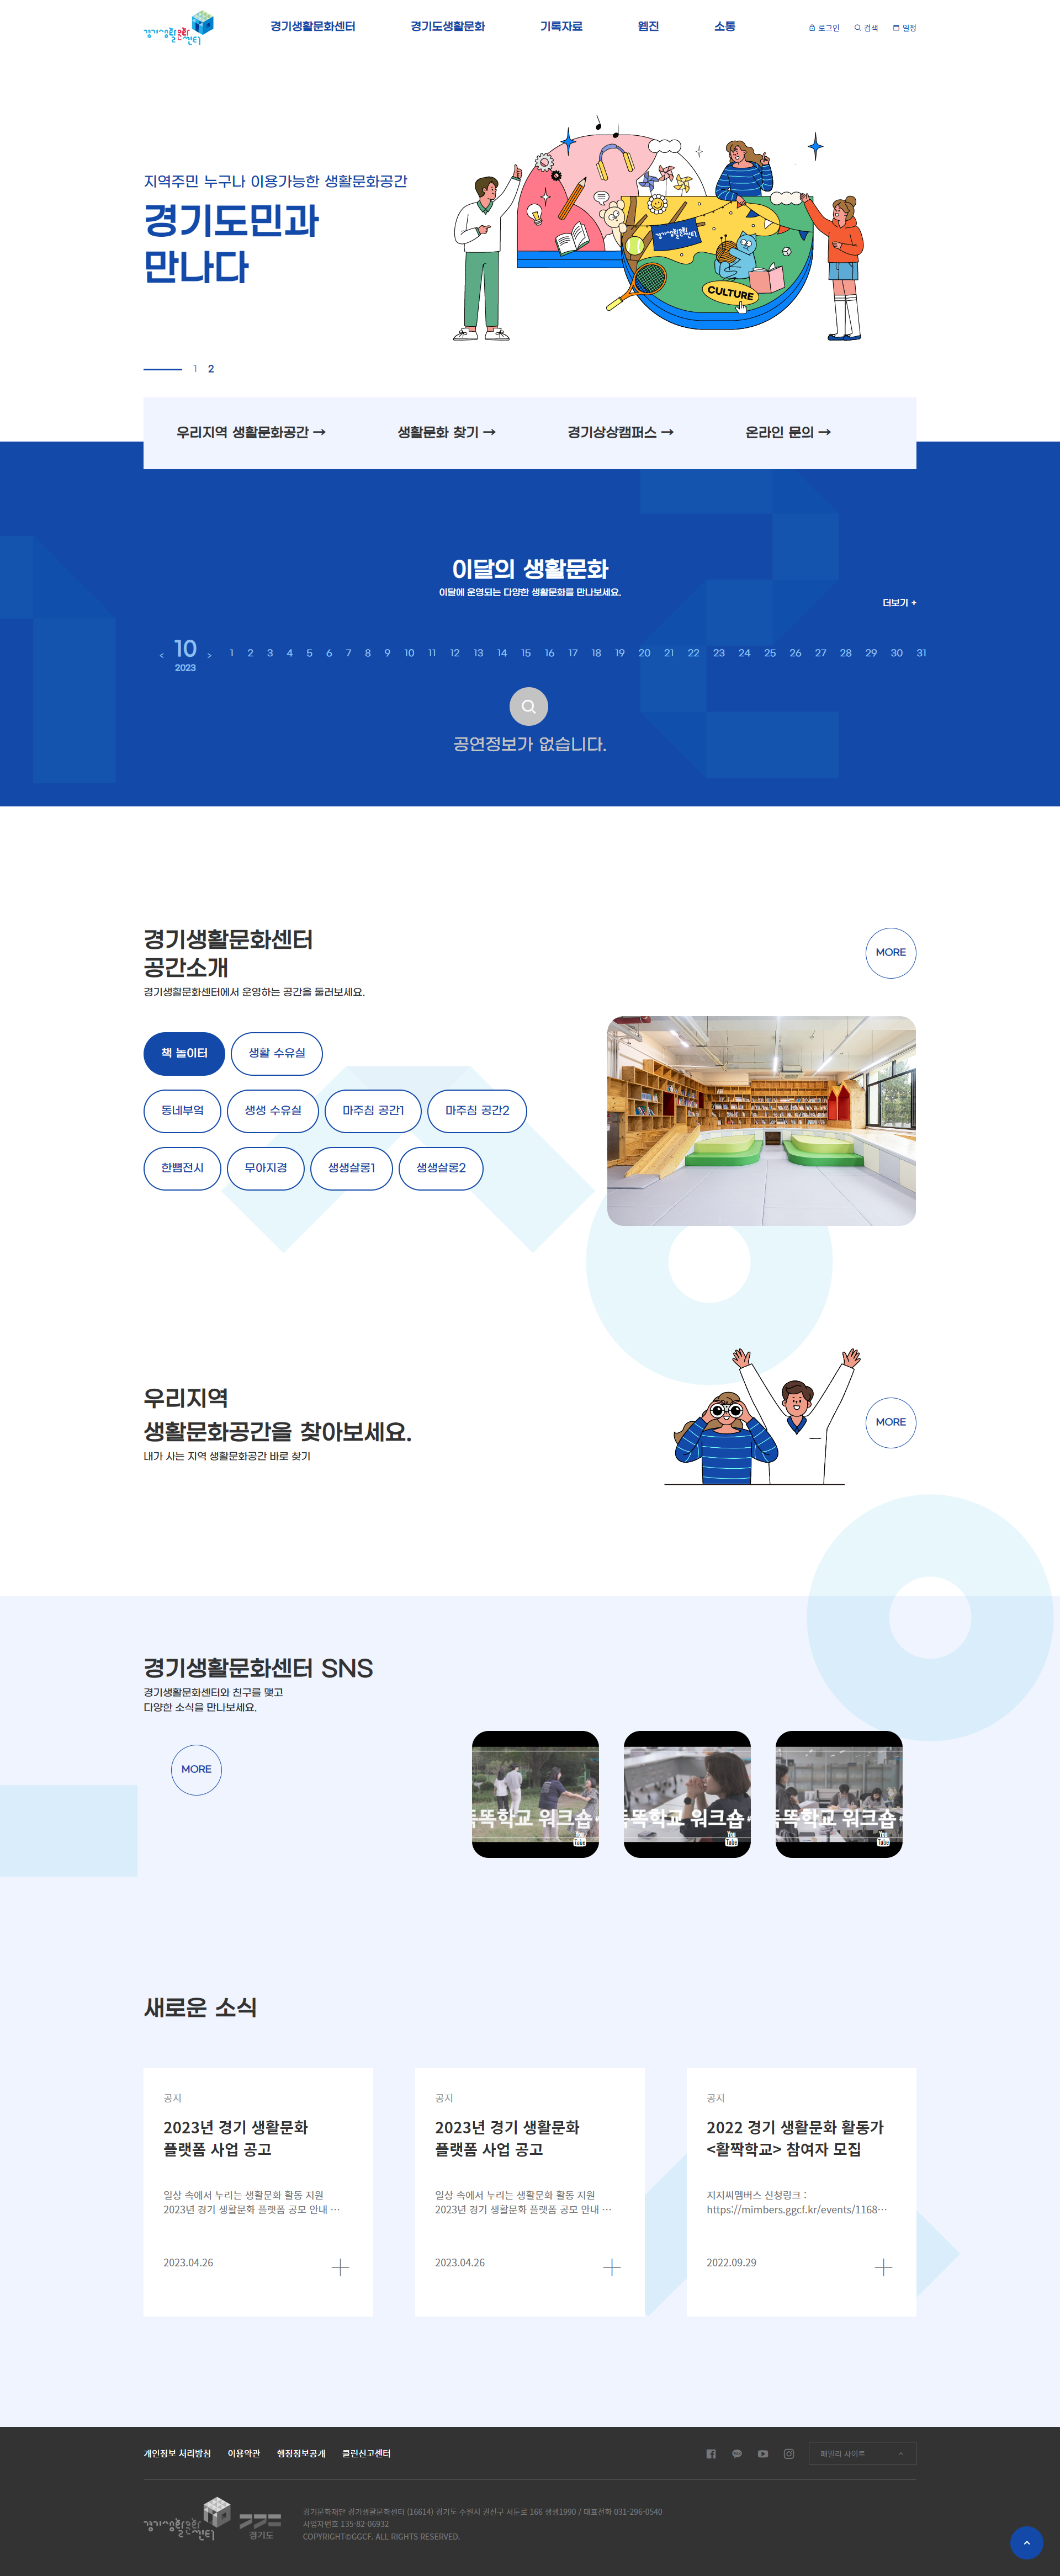 경기생활문화센터
경기생활문화센터 경기도생활문화 기록자료 웹진 소통 로그인 검색 일정
지역주민 누구나 이용가능한 생활문화공간
경기도민과
만나다
경기생활문화센터
CULTURE
1 2
우리지역 생활문화공간 → 생활문화 찾기 → 경기상상캠퍼스 → 온라인 문의 →
이달의 생활문화
이달에 운영되는 다양한 생활문화를 만나보세요.
더보기 +
< 10 > 1 2 3 4 5 6 7 8 9 10 11 12 13 14 15 16 17 18 19 20 21 22 23 24 25 26 27 28 29 30 31
2023
공연정보가 없습니다.
경기생활문화센터
공간소개
MORE
경기생활문화센터에서 운영하는 공간을 둘러보세요.
책 놀이터 생활 수유실
동네부엌 생생 수유실 마주침 공간1 마주침 공간2
한뼘전시 무아지경 생생살롱1 생생살롱2
우리지역
생활문화공간을 찾아보세요.
MORE
내가 사는 지역 생활문화공간 바로 찾기
경기생활문화센터 SNS
경기생활문화센터와 친구를 맺고
다양한 소식을 만나보세요.
MORE
똑똑학교 워크숍 똑똑학교 워크숍 똑똑학교 워크숍
You Tube You Tube You Tube
새로운 소식
공지
2023년 경기 생활문화
플랫폼 사업 공고
일상 속에서 누리는 생활문화 활동 지원
2023년 경기 생활문화 플랫폼 공모 안내 …
2023.04.26
공지
2023년 경기 생활문화
플랫폼 사업 공고
일상 속에서 누리는 생활문화 활동 지원
2023년 경기 생활문화 플랫폼 공모 안내 …
2023.04.26
공지
2022 경기 생활문화 활동가
<활짝학교> 참여자 모집
지지씨멤버스 신청링크 :
https://mimbers.ggcf.kr/events/1168…
2022.09.29
개인정보 처리방침 이용약관 행정정보공개 클린신고센터 패밀리 사이트
경기생활문화센터
경기도
경기문화재단 경기생활문화센터 (16614) 경기도 수원시 권선구 서둔로 166 생생1990 / 대표전화 031-296-0540
사업자번호 135-82-06932
COPYRIGHT©GGCF. ALL RIGHTS RESERVED.